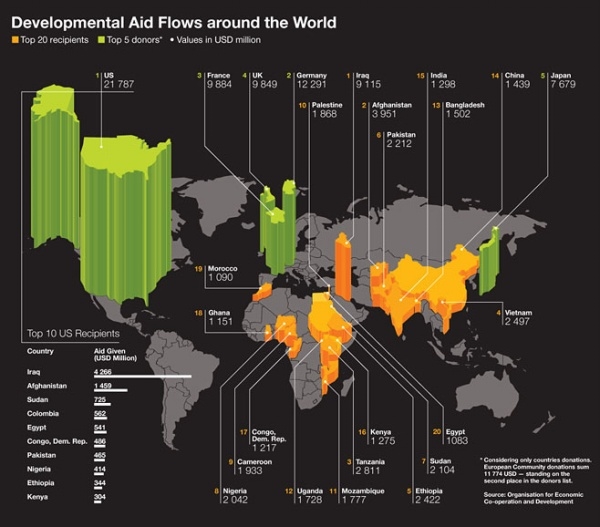 Developmental Aid Flows around the World
Top 20 recipients Top 5 donors* • Values in USD million
1 US
21 787
3 France
9 884
4 UK
9 849
2 Germany
12 291
1 Iraq
9 115
15 India
1 298
14 China
1 439
5 Japan
7 679
10 Palestine
1 868
2 Afghanistan
3 951
13 Bangladesh
1 502
6 Pakistan
2 212
19 Morocco
1 090
18 Ghana
1 151
4 Vietnam
2 497
Top 10 US Recipients
Country Aid Given
(USD Million)
Iraq 4 266
Afghanistan 1 459
Sudan 725
Colombia 562
Egypt 541
Congo, Dem. Rep. 486
Pakistan 465
Nigeria 414
Ethiopia 344
Kenya 304
17 Congo,
Dem. Rep.
1 217
16 Kenya
1 275
20 Egypt
1083
9 Cameroon
1 933
3 Tanzania
2 811
7 Sudan
2 104
8 Nigeria
2 042
12 Uganda
1 728
11 Mozambique
1 777
5 Ethiopia
2 422
* Considering only countries donations.
European Community donations sum
11 774 USD — standing on the
second place in the donors list.
Source: Organisation for Economic
Co-operation and Development